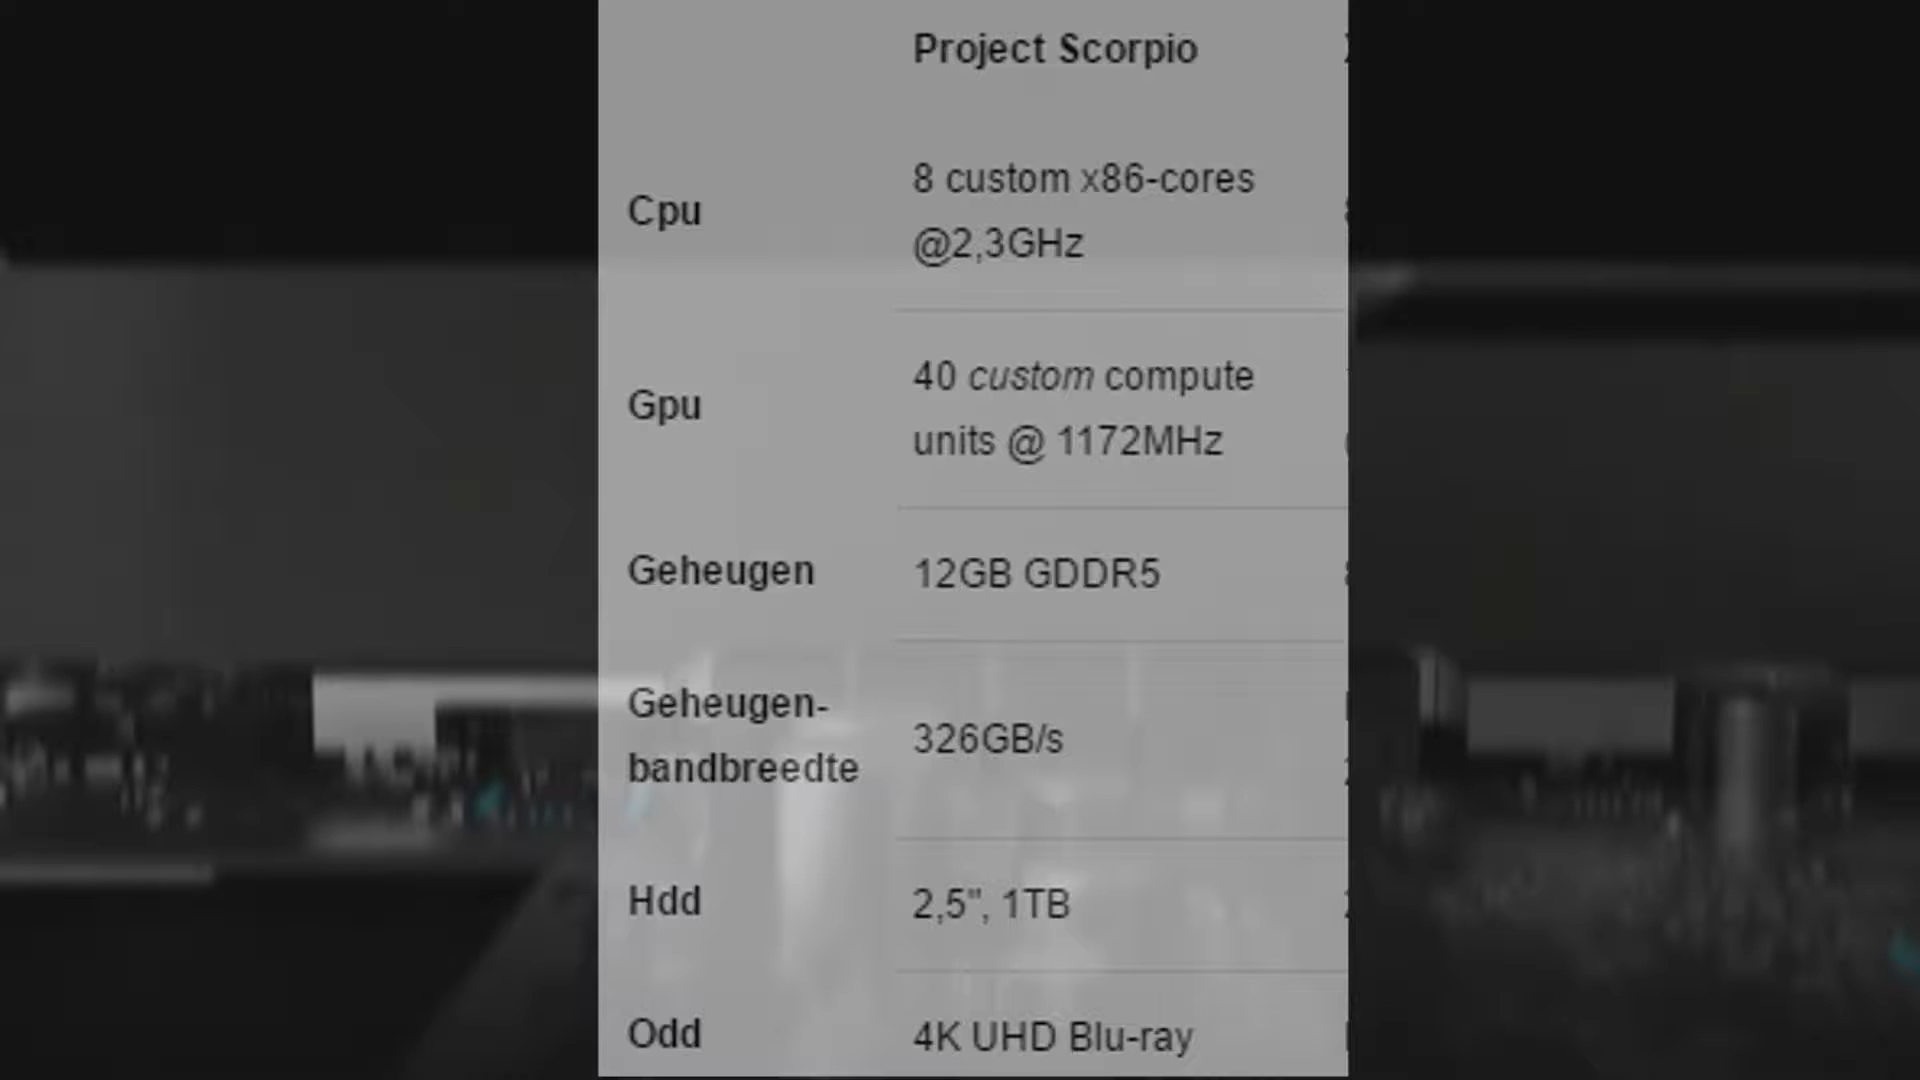 Project Scorpio
Cpu
8 custom x86-cores
@2,3GHz
Gpu
40 custom compute
units @ 1172MHz
Geheugen
12GB GDDR5
Geheugen-
bandbreedte
326GB/s
Hdd
2,5", 1TB
Odd
4K UHD Blu-ray